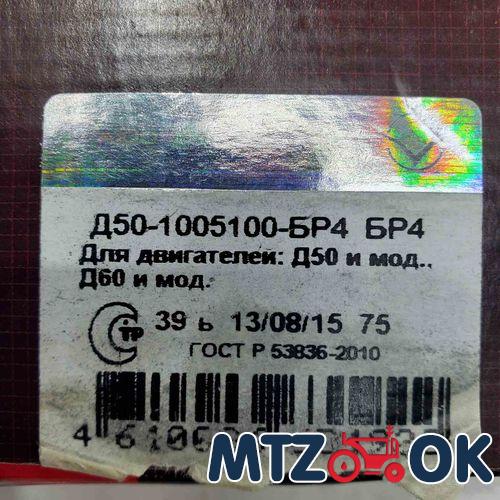 Д50-1005100-БР4 БР4
Для двигателей: Д50 и мод.,
Д60 и мод.
СТР 39 ь 13/08/15 75
ГОСТ Р 53836-2010
MTZ OK